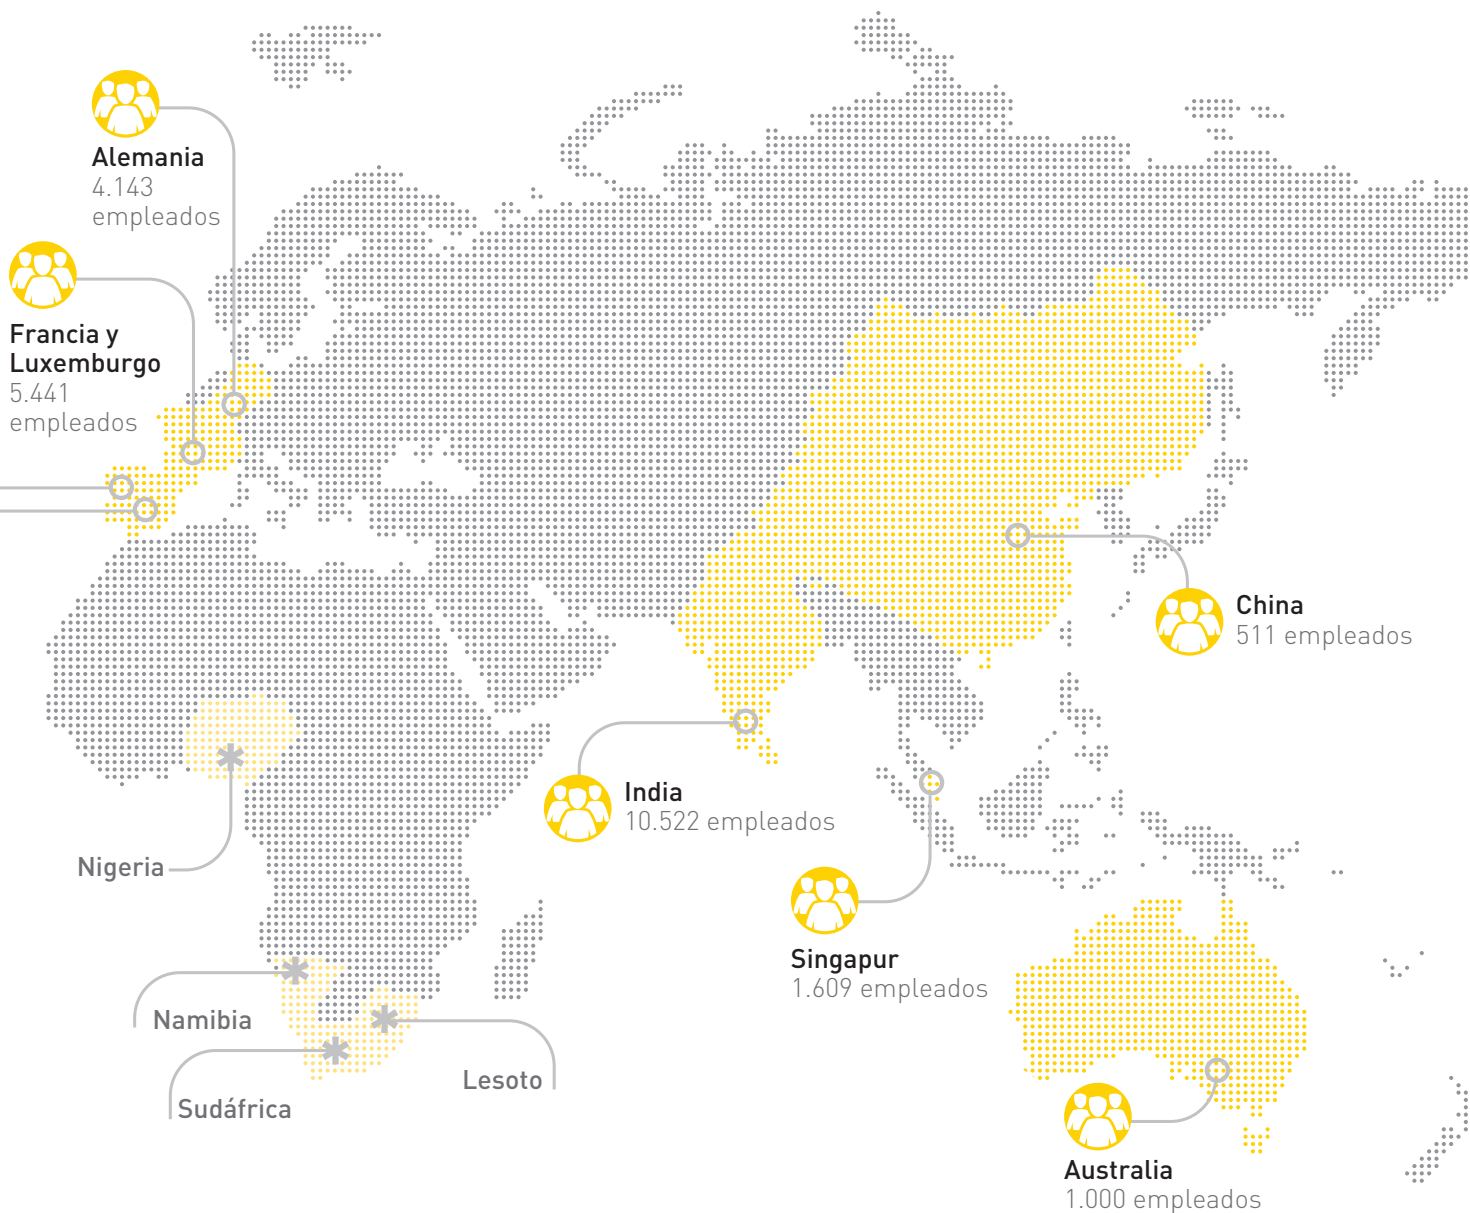 Alemania
4.143
empleados
Francia y
Luxemburgo
5.441
empleados
China
511 empleados
India
10.522 empleados
Nigeria
Singapur
1.609 empleados
Namibia
Lesoto
Sudáfrica
Australia
1.000 empleados